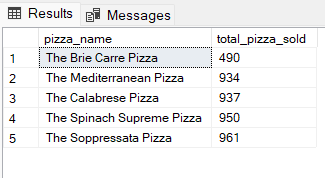 Results Messages
pizza_name total_pizza_sold
1 The Brie Carre Pizza 490
2 The Mediterranean Pizza 934
3 The Calabrese Pizza 937
4 The Spinach Supreme Pizza 950
5 The Soppressata Pizza 961